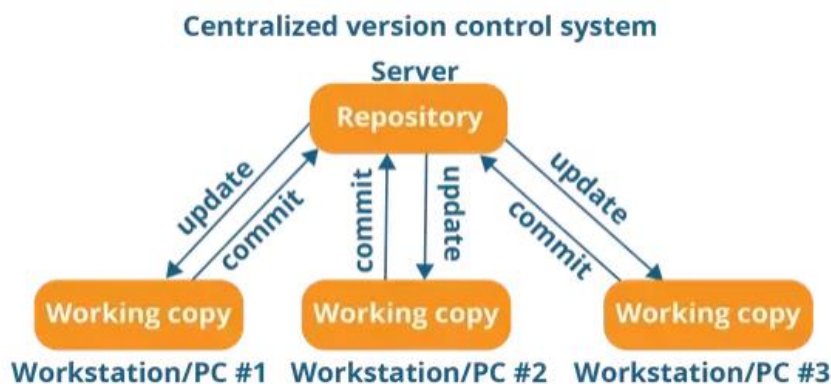 Centralized version control system
Server
Repository
update
commit
commit
update
commit
update
Working copy
Working copy
Working copy
Workstation/PC #1
Workstation/PC #2
Workstation/PC #3